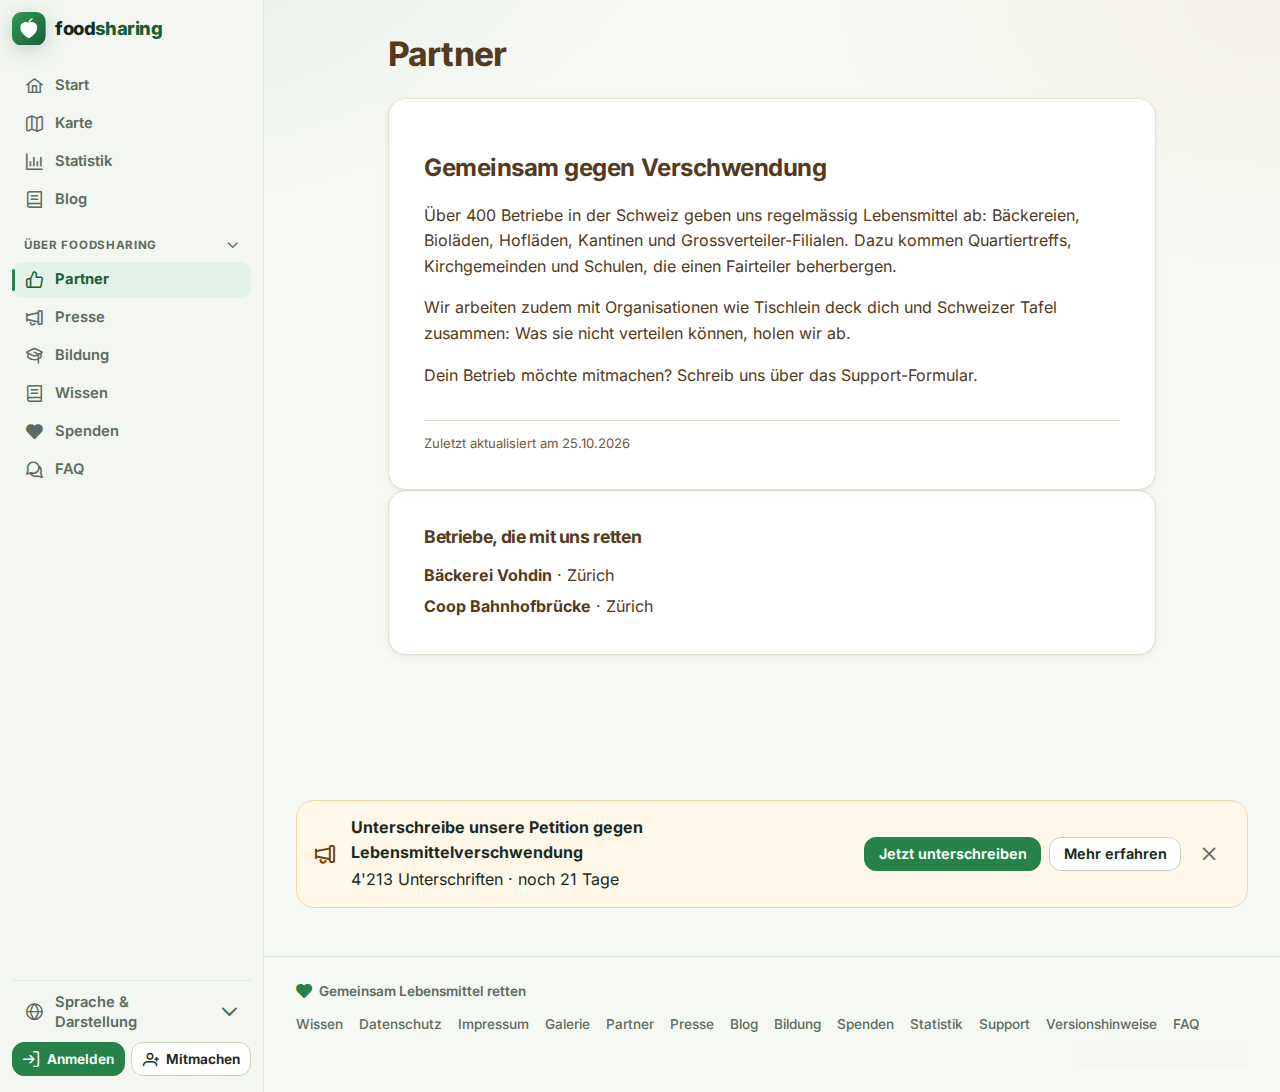 foodsharing
Start
Karte
Statistik
Blog
ÜBER FOODSHARING
Partner
Presse
Bildung
Wissen
Spenden
FAQ
Sprache &
Darstellung
Anmelden
Mitmachen
Partner
Gemeinsam gegen Verschwendung
Über 400 Betriebe in der Schweiz geben uns regelmässig Lebensmittel ab: Bäckereien,
Bioläden, Hofläden, Kantinen und Grossverteiler-Filialen. Dazu kommen Quartiertreffs,
Kirchgemeinden und Schulen, die einen Fairteiler beherbergen.
Wir arbeiten zudem mit Organisationen wie Tischlein deck dich und Schweizer Tafel
zusammen: Was sie nicht verteilen können, holen wir ab.
Dein Betrieb möchte mitmachen? Schreib uns über das Support-Formular.
Zuletzt aktualisiert am 25.10.2026
Betriebe, die mit uns retten
Bäckerei Vohdin · Zürich
Coop Bahnhofbrücke · Zürich
Unterschreibe unsere Petition gegen
Lebensmittelverschwendung
4'213 Unterschriften · noch 21 Tage
Jetzt unterschreiben
Mehr erfahren
Gemeinsam Lebensmittel retten
Wissen Datenschutz Impressum Galerie Partner Presse Blog Bildung Spenden Statistik Support Versionshinweise FAQ